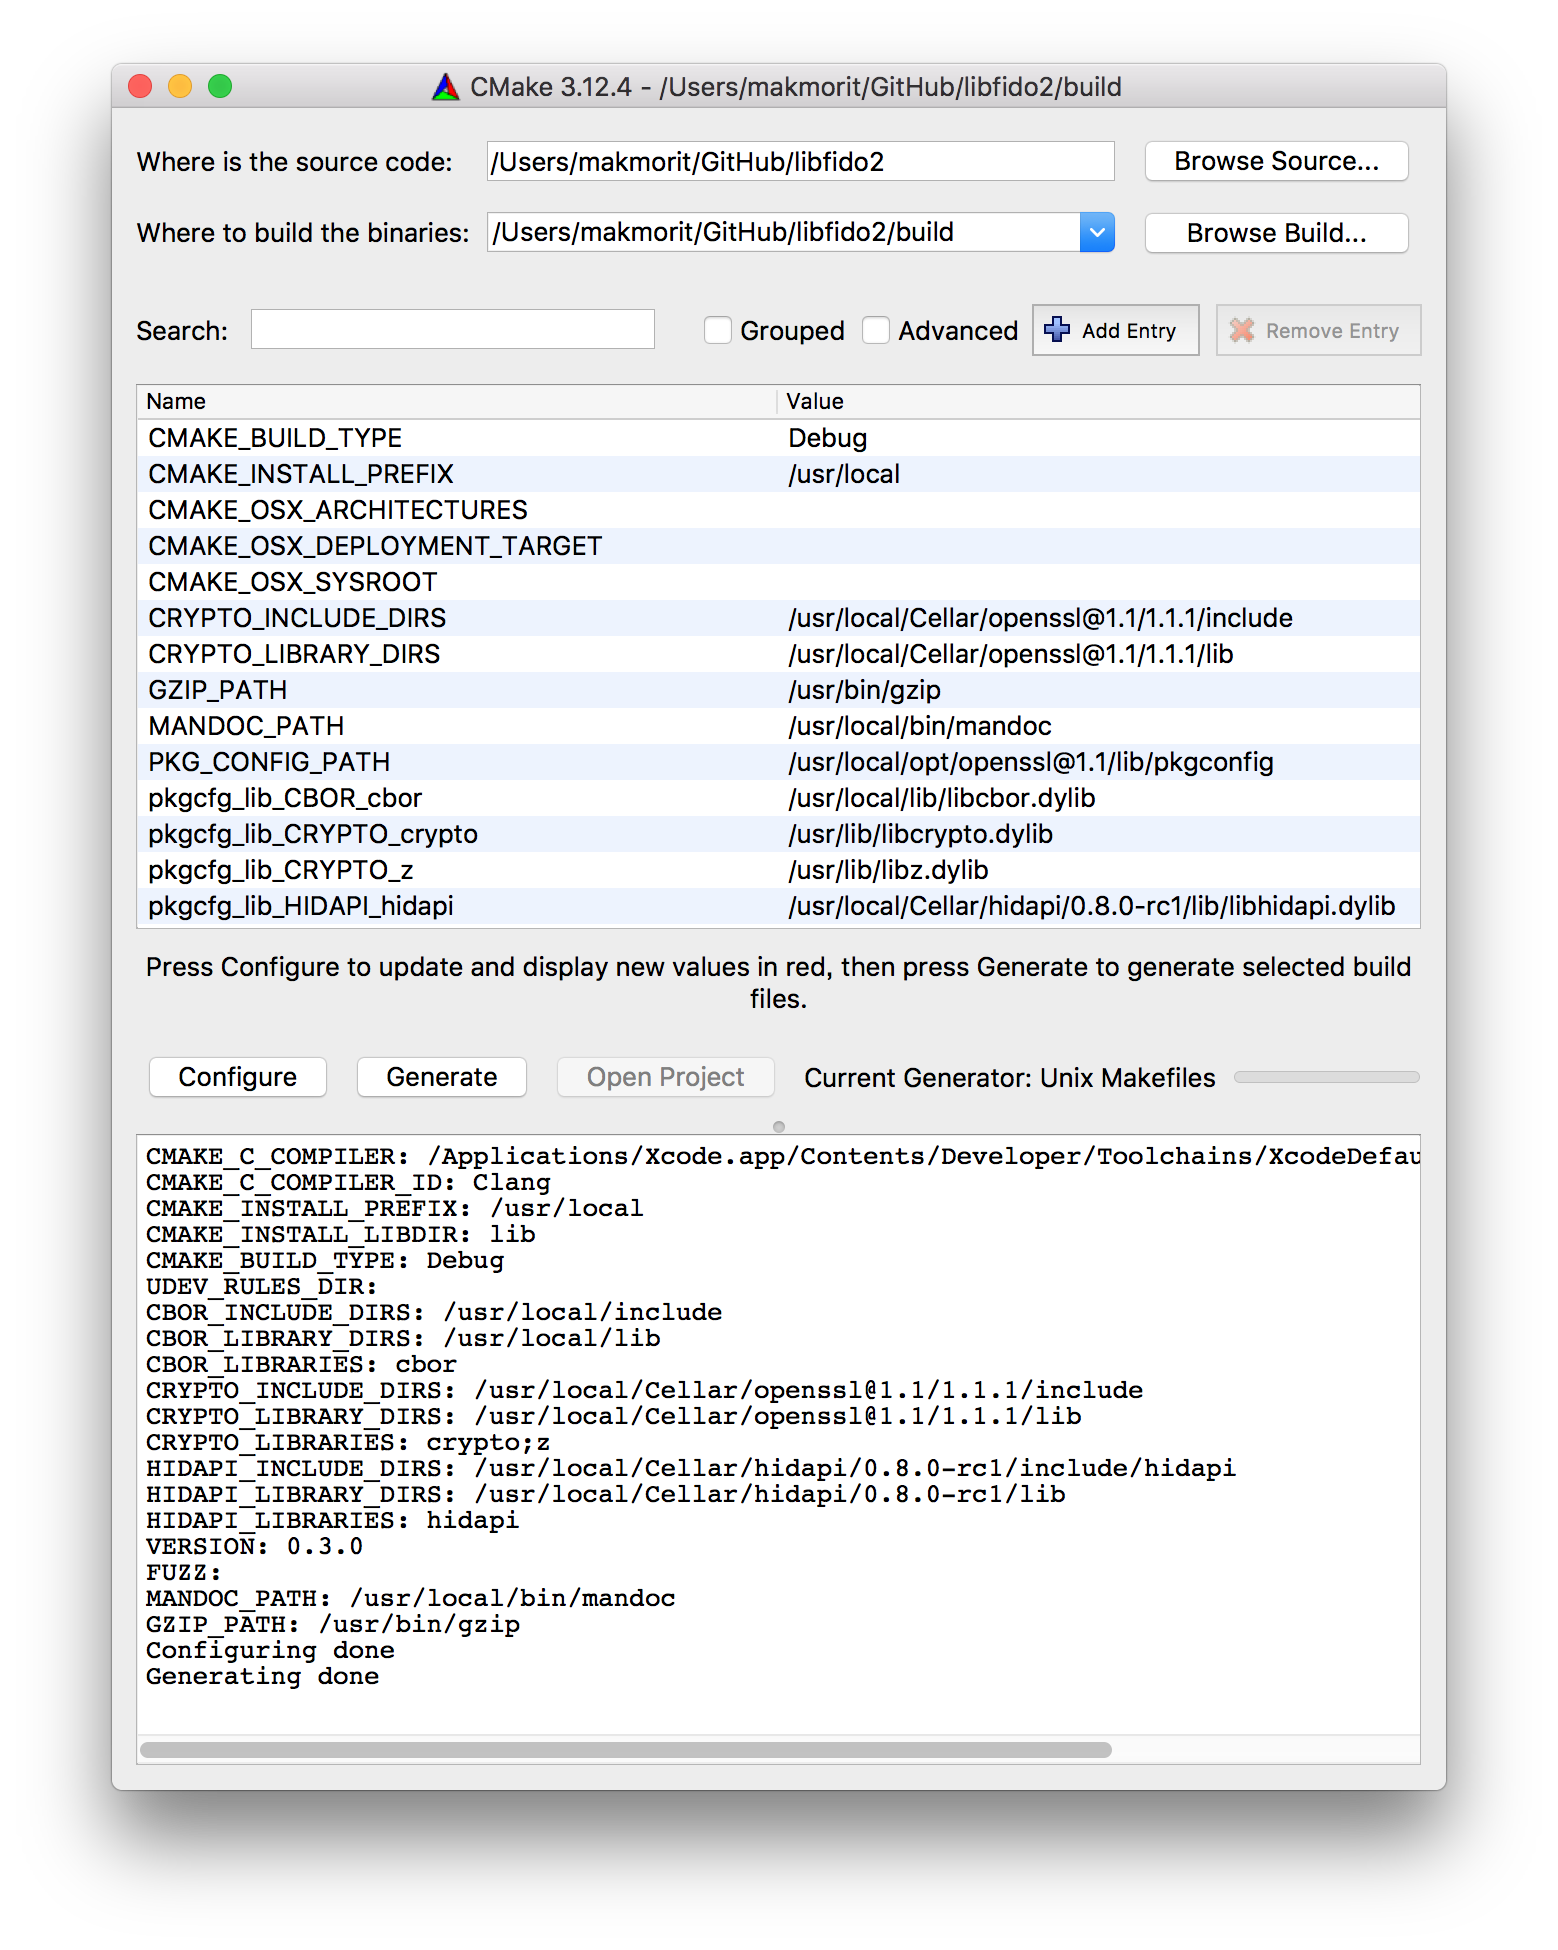 CMake 3.12.4 - /Users/makmorit/GitHub/libfido2/build
Where is the source code: /Users/makmorit/GitHub/libfido2 Browse Source...
Where to build the binaries: /Users/makmorit/GitHub/libfido2/build Browse Build...
Search: Grouped Advanced Add Entry Remove Entry
Name Value
CMAKE_BUILD_TYPE Debug
CMAKE_INSTALL_PREFIX /usr/local
CMAKE_OSX_ARCHITECTURES
CMAKE_OSX_DEPLOYMENT_TARGET
CMAKE_OSX_SYSROOT
CRYPTO_INCLUDE_DIRS /usr/local/Cellar/openssl@1.1/1.1.1/include
CRYPTO_LIBRARY_DIRS /usr/local/Cellar/openssl@1.1/1.1.1/lib
GZIP_PATH /usr/bin/gzip
MANDOC_PATH /usr/local/bin/mandoc
PKG_CONFIG_PATH /usr/local/opt/openssl@1.1/lib/pkgconfig
pkgcfg_lib_CBOR_cbor /usr/local/lib/libcbor.dylib
pkgcfg_lib_CRYPTO_crypto /usr/lib/libcrypto.dylib
pkgcfg_lib_CRYPTO_z /usr/lib/libz.dylib
pkgcfg_lib_HIDAPI_hidapi /usr/local/Cellar/hidapi/0.8.0-rc1/lib/libhidapi.dylib
Press Configure to update and display new values in red, then press Generate to generate selected build
files.
Configure Generate Open Project Current Generator: Unix Makefiles
CMAKE_C_COMPILER: /Applications/Xcode.app/Contents/Developer/Toolchains/XcodeDefau
CMAKE_C_COMPILER_ID: Clang
CMAKE_INSTALL_PREFIX: /usr/local
CMAKE_INSTALL_LIBDIR: lib
CMAKE_BUILD_TYPE: Debug
UDEV_RULES_DIR:
CBOR_INCLUDE_DIRS: /usr/local/include
CBOR_LIBRARY_DIRS: /usr/local/lib
CBOR_LIBRARIES: cbor
CRYPTO_INCLUDE_DIRS: /usr/local/Cellar/openssl@1.1/1.1.1/include
CRYPTO_LIBRARY_DIRS: /usr/local/Cellar/openssl@1.1/1.1.1/lib
CRYPTO_LIBRARIES: crypto;z
HIDAPI_INCLUDE_DIRS: /usr/local/Cellar/hidapi/0.8.0-rc1/include/hidapi
HIDAPI_LIBRARY_DIRS: /usr/local/Cellar/hidapi/0.8.0-rc1/lib
HIDAPI_LIBRARIES: hidapi
VERSION: 0.3.0
FUZZ:
MANDOC_PATH: /usr/local/bin/mandoc
GZIP_PATH: /usr/bin/gzip
Configuring done
Generating done